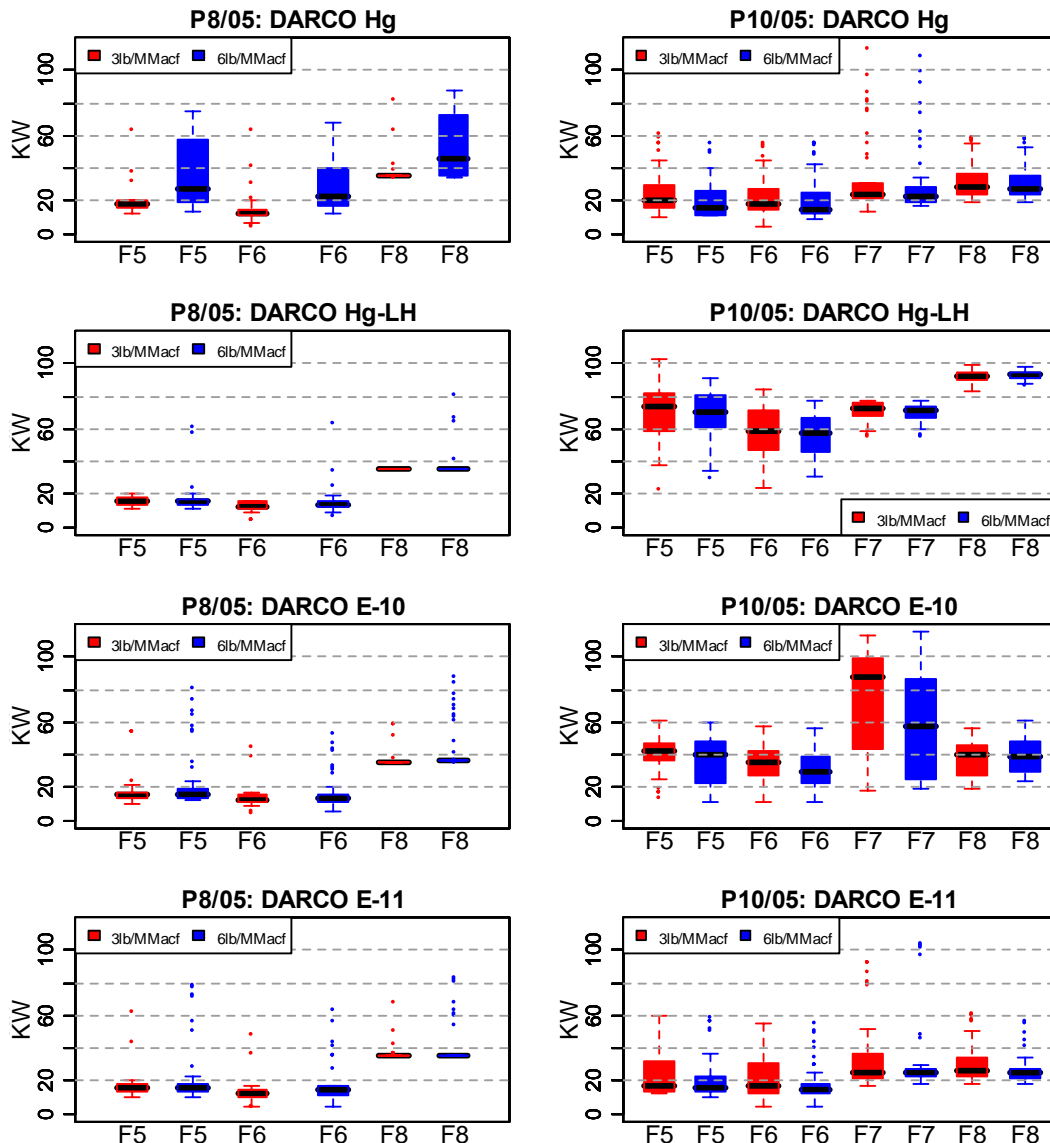 P8/05: DARCO Hg
3lb/MMacf 6lb/MMacf
KW
100
60
20
0
F5 F5 F6 F6 F8 F8
P10/05: DARCO Hg
3lb/MMacf 6lb/MMacf
KW
100
60
20
0
F5 F5 F6 F6 F7 F7 F8 F8
P8/05: DARCO Hg-LH
3lb/MMacf 6lb/MMacf
KW
100
60
20
0
F5 F5 F6 F6 F8 F8
P10/05: DARCO Hg-LH
KW
100
60
20
0
3lb/MMacf 6lb/MMacf
F5 F5 F6 F6 F7 F7 F8 F8
P8/05: DARCO E-10
3lb/MMacf 6lb/MMacf
KW
100
60
20
0
F5 F5 F6 F6 F8 F8
P10/05: DARCO E-10
3lb/MMacf 6lb/MMacf
KW
100
60
20
0
F5 F5 F6 F6 F7 F7 F8 F8
P8/05: DARCO E-11
3lb/MMacf 6lb/MMacf
KW
100
60
20
0
F5 F5 F6 F6 F8 F8
P10/05: DARCO E-11
3lb/MMacf 6lb/MMacf
KW
100
60
20
0
F5 F5 F6 F6 F7 F7 F8 F8